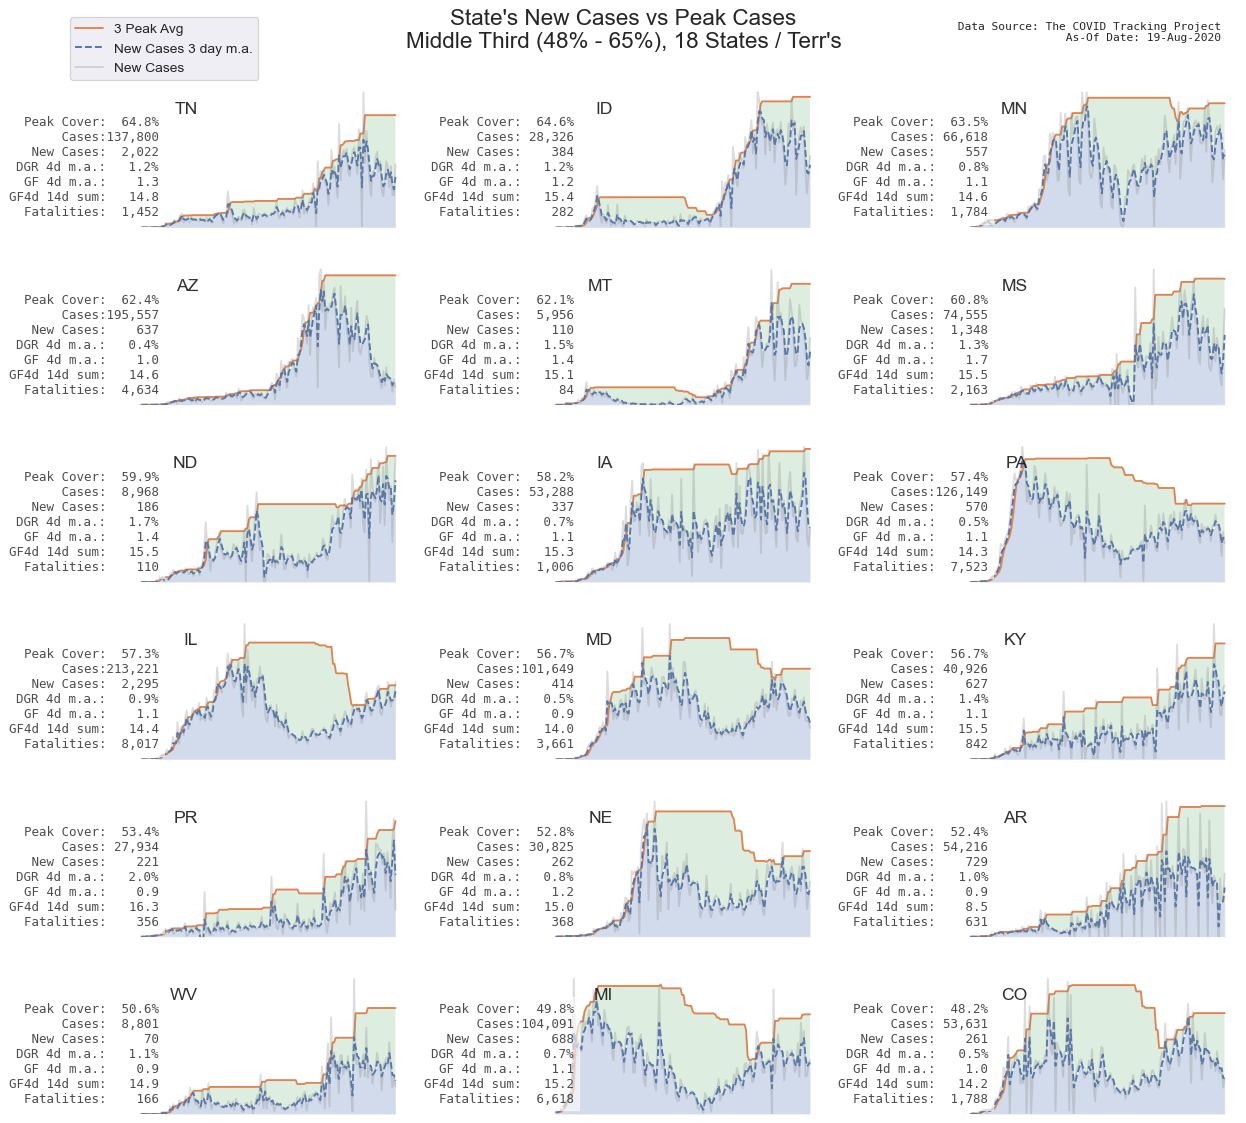 State's New Cases vs Peak Cases
Middle Third (48% - 65%), 18 States / Terr's
3 Peak Avg
New Cases 3 day m.a.
New Cases
Data Source: The COVID Tracking Project
As-Of Date: 19-Aug-2020
TN
Peak Cover: 64.8%
Cases:137,800
New Cases: 2,022
DGR 4d m.a.: 1.2%
GF 4d m.a.: 1.3
GF4d 14d sum: 14.8
Fatalities: 1,452
ID
Peak Cover: 64.6%
Cases: 28,326
New Cases: 384
DGR 4d m.a.: 1.2%
GF 4d m.a.: 1.2
GF4d 14d sum: 15.4
Fatalities: 282
MN
Peak Cover: 63.5%
Cases: 66,618
New Cases: 557
DGR 4d m.a.: 0.8%
GF 4d m.a.: 1.1
GF4d 14d sum: 14.6
Fatalities: 1,784
AZ
Peak Cover: 62.4%
Cases:195,557
New Cases: 637
DGR 4d m.a.: 0.4%
GF 4d m.a.: 1.0
GF4d 14d sum: 14.6
Fatalities: 4,634
MT
Peak Cover: 62.1%
Cases: 5,956
New Cases: 110
DGR 4d m.a.: 1.5%
GF 4d m.a.: 1.4
GF4d 14d sum: 15.1
Fatalities: 84
MS
Peak Cover: 60.8%
Cases: 74,555
New Cases: 1,348
DGR 4d m.a.: 1.3%
GF 4d m.a.: 1.7
GF4d 14d sum: 15.5
Fatalities: 2,163
ND
Peak Cover: 59.9%
Cases: 8,968
New Cases: 186
DGR 4d m.a.: 1.7%
GF 4d m.a.: 1.4
GF4d 14d sum: 15.5
Fatalities: 110
IA
Peak Cover: 58.2%
Cases: 53,288
New Cases: 337
DGR 4d m.a.: 0.7%
GF 4d m.a.: 1.1
GF4d 14d sum: 15.3
Fatalities: 1,006
PA
Peak Cover: 57.4%
Cases:126,149
New Cases: 570
DGR 4d m.a.: 0.5%
GF 4d m.a.: 1.1
GF4d 14d sum: 14.3
Fatalities: 7,523
IL
Peak Cover: 57.3%
Cases:213,221
New Cases: 2,295
DGR 4d m.a.: 0.9%
GF 4d m.a.: 1.1
GF4d 14d sum: 14.4
Fatalities: 8,017
MD
Peak Cover: 56.7%
Cases:101,649
New Cases: 414
DGR 4d m.a.: 0.5%
GF 4d m.a.: 0.9
GF4d 14d sum: 14.0
Fatalities: 3,661
KY
Peak Cover: 56.7%
Cases: 40,926
New Cases: 627
DGR 4d m.a.: 1.4%
GF 4d m.a.: 1.1
GF4d 14d sum: 15.5
Fatalities: 842
PR
Peak Cover: 53.4%
Cases: 27,934
New Cases: 221
DGR 4d m.a.: 2.0%
GF 4d m.a.: 0.9
GF4d 14d sum: 16.3
Fatalities: 356
NE
Peak Cover: 52.8%
Cases: 30,825
New Cases: 262
DGR 4d m.a.: 0.8%
GF 4d m.a.: 1.2
GF4d 14d sum: 15.0
Fatalities: 368
AR
Peak Cover: 52.4%
Cases: 54,216
New Cases: 729
DGR 4d m.a.: 1.0%
GF 4d m.a.: 0.9
GF4d 14d sum: 8.5
Fatalities: 631
WV
Peak Cover: 50.6%
Cases: 8,801
New Cases: 70
DGR 4d m.a.: 1.1%
GF 4d m.a.: 0.9
GF4d 14d sum: 14.9
Fatalities: 166
MI
Peak Cover: 49.8%
Cases:104,091
New Cases: 688
DGR 4d m.a.: 0.7%
GF 4d m.a.: 1.1
GF4d 14d sum: 15.2
Fatalities: 6,618
CO
Peak Cover: 48.2%
Cases: 53,631
New Cases: 261
DGR 4d m.a.: 0.5%
GF 4d m.a.: 1.0
GF4d 14d sum: 14.2
Fatalities: 1,788